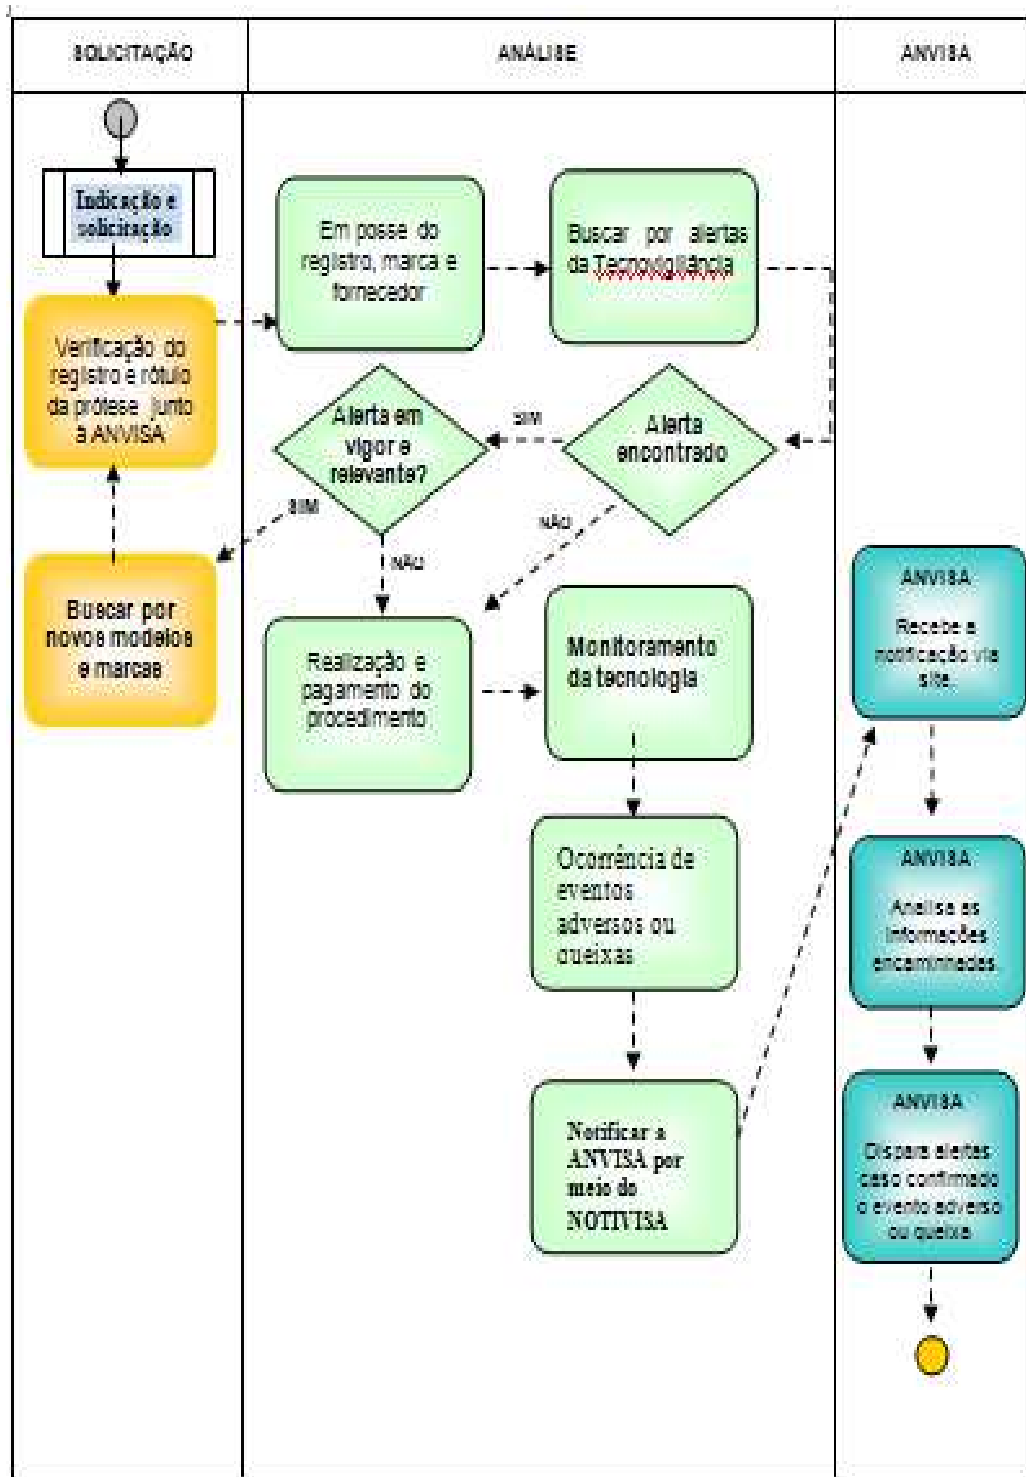 SOLICITAÇÃO
ANÁLISE
ANVISA
Indicação e
solicitação
Em posse do
registro, marca e
fornecedor
Buscar por alertas
da Tecnovigilância
Verificação do
registro e rótulo
da prótese junto
à ANVISA
Alerta em
vigor e
relevante?
SIM
Alerta
encontrado
SIM
NÃO
NÃO
Buscar por
novos modelos
e marcas
Realização e
pagamento do
procedimento
Monitoramento
da tecnologia
ANVISA
Recebe a
notificação via
site.
Ocorrência de
eventos
adversos ou
queixas
ANVISA
Analisa as
informações
encaminhadas.
Notificar a
ANVISA por
meio do
NOTIVISA
ANVISA
Dispara alertas
caso confirmado
o evento adverso
ou queixa